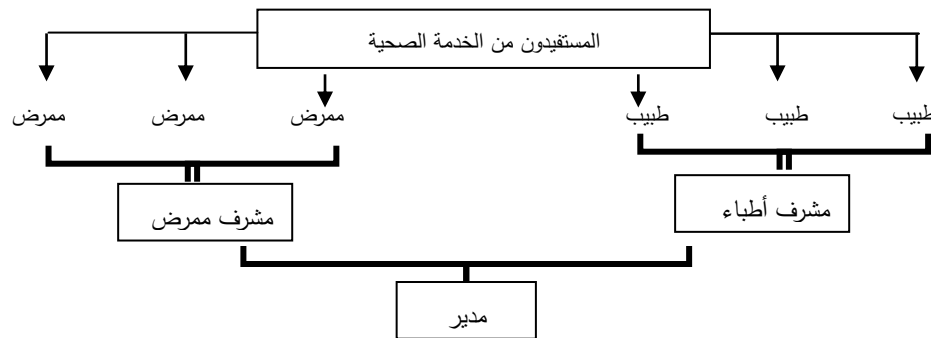 المستفيدون من الخدمة الصحية
طبيب طبيب طبيب ممرض ممرض ممرض
مشرف أطباء مشرف ممرض
مدير